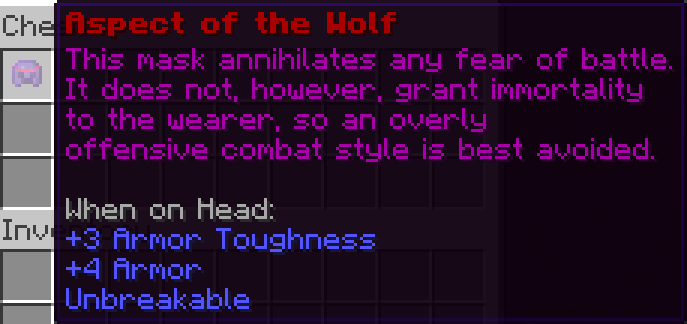 Che
Aspect of the Wolf
This mask annihilates any fear of battle.
It does not, however, grant immortality
to the wearer, so an overly
offensive combat style is best avoided.
When on Head:
Inve
+3 Armor Toughness
+4 Armor
Unbreakable